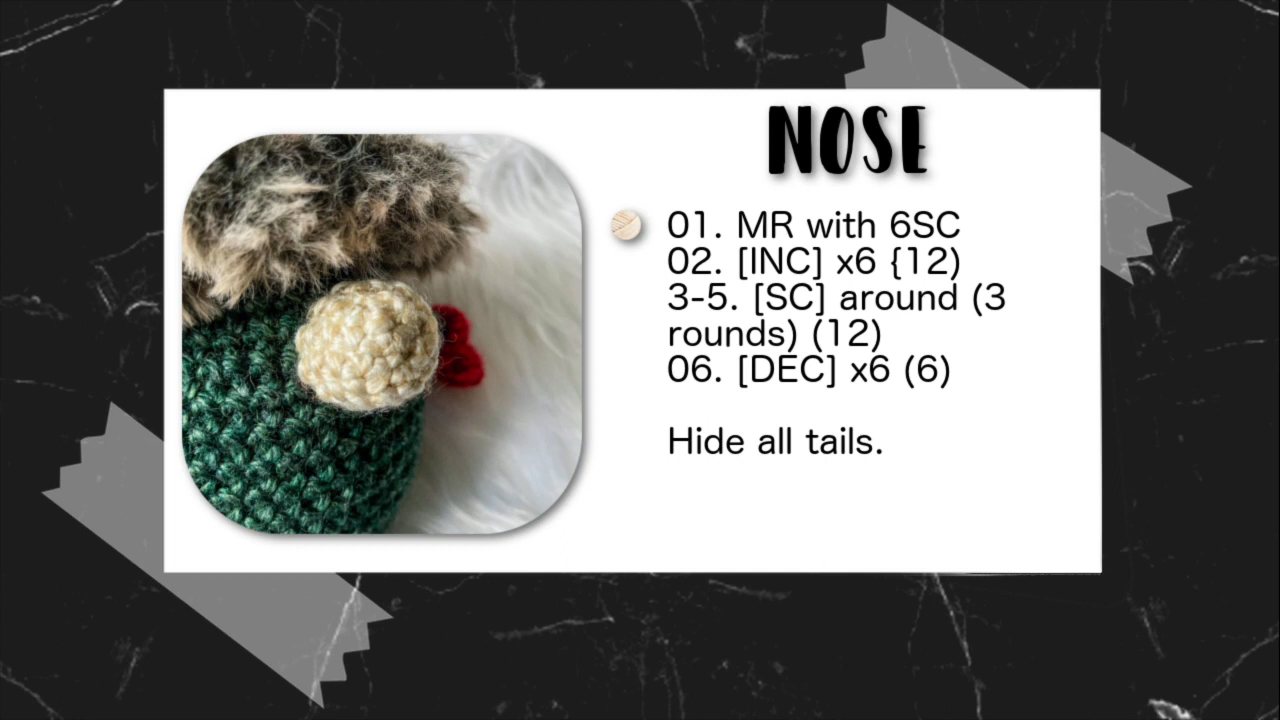 NOSE
01. MR with 6SC
02. [INC] x6 {12)
3-5. [SC] around (3
rounds) (12)
06. [DEC] x6 (6)
Hide all tails.